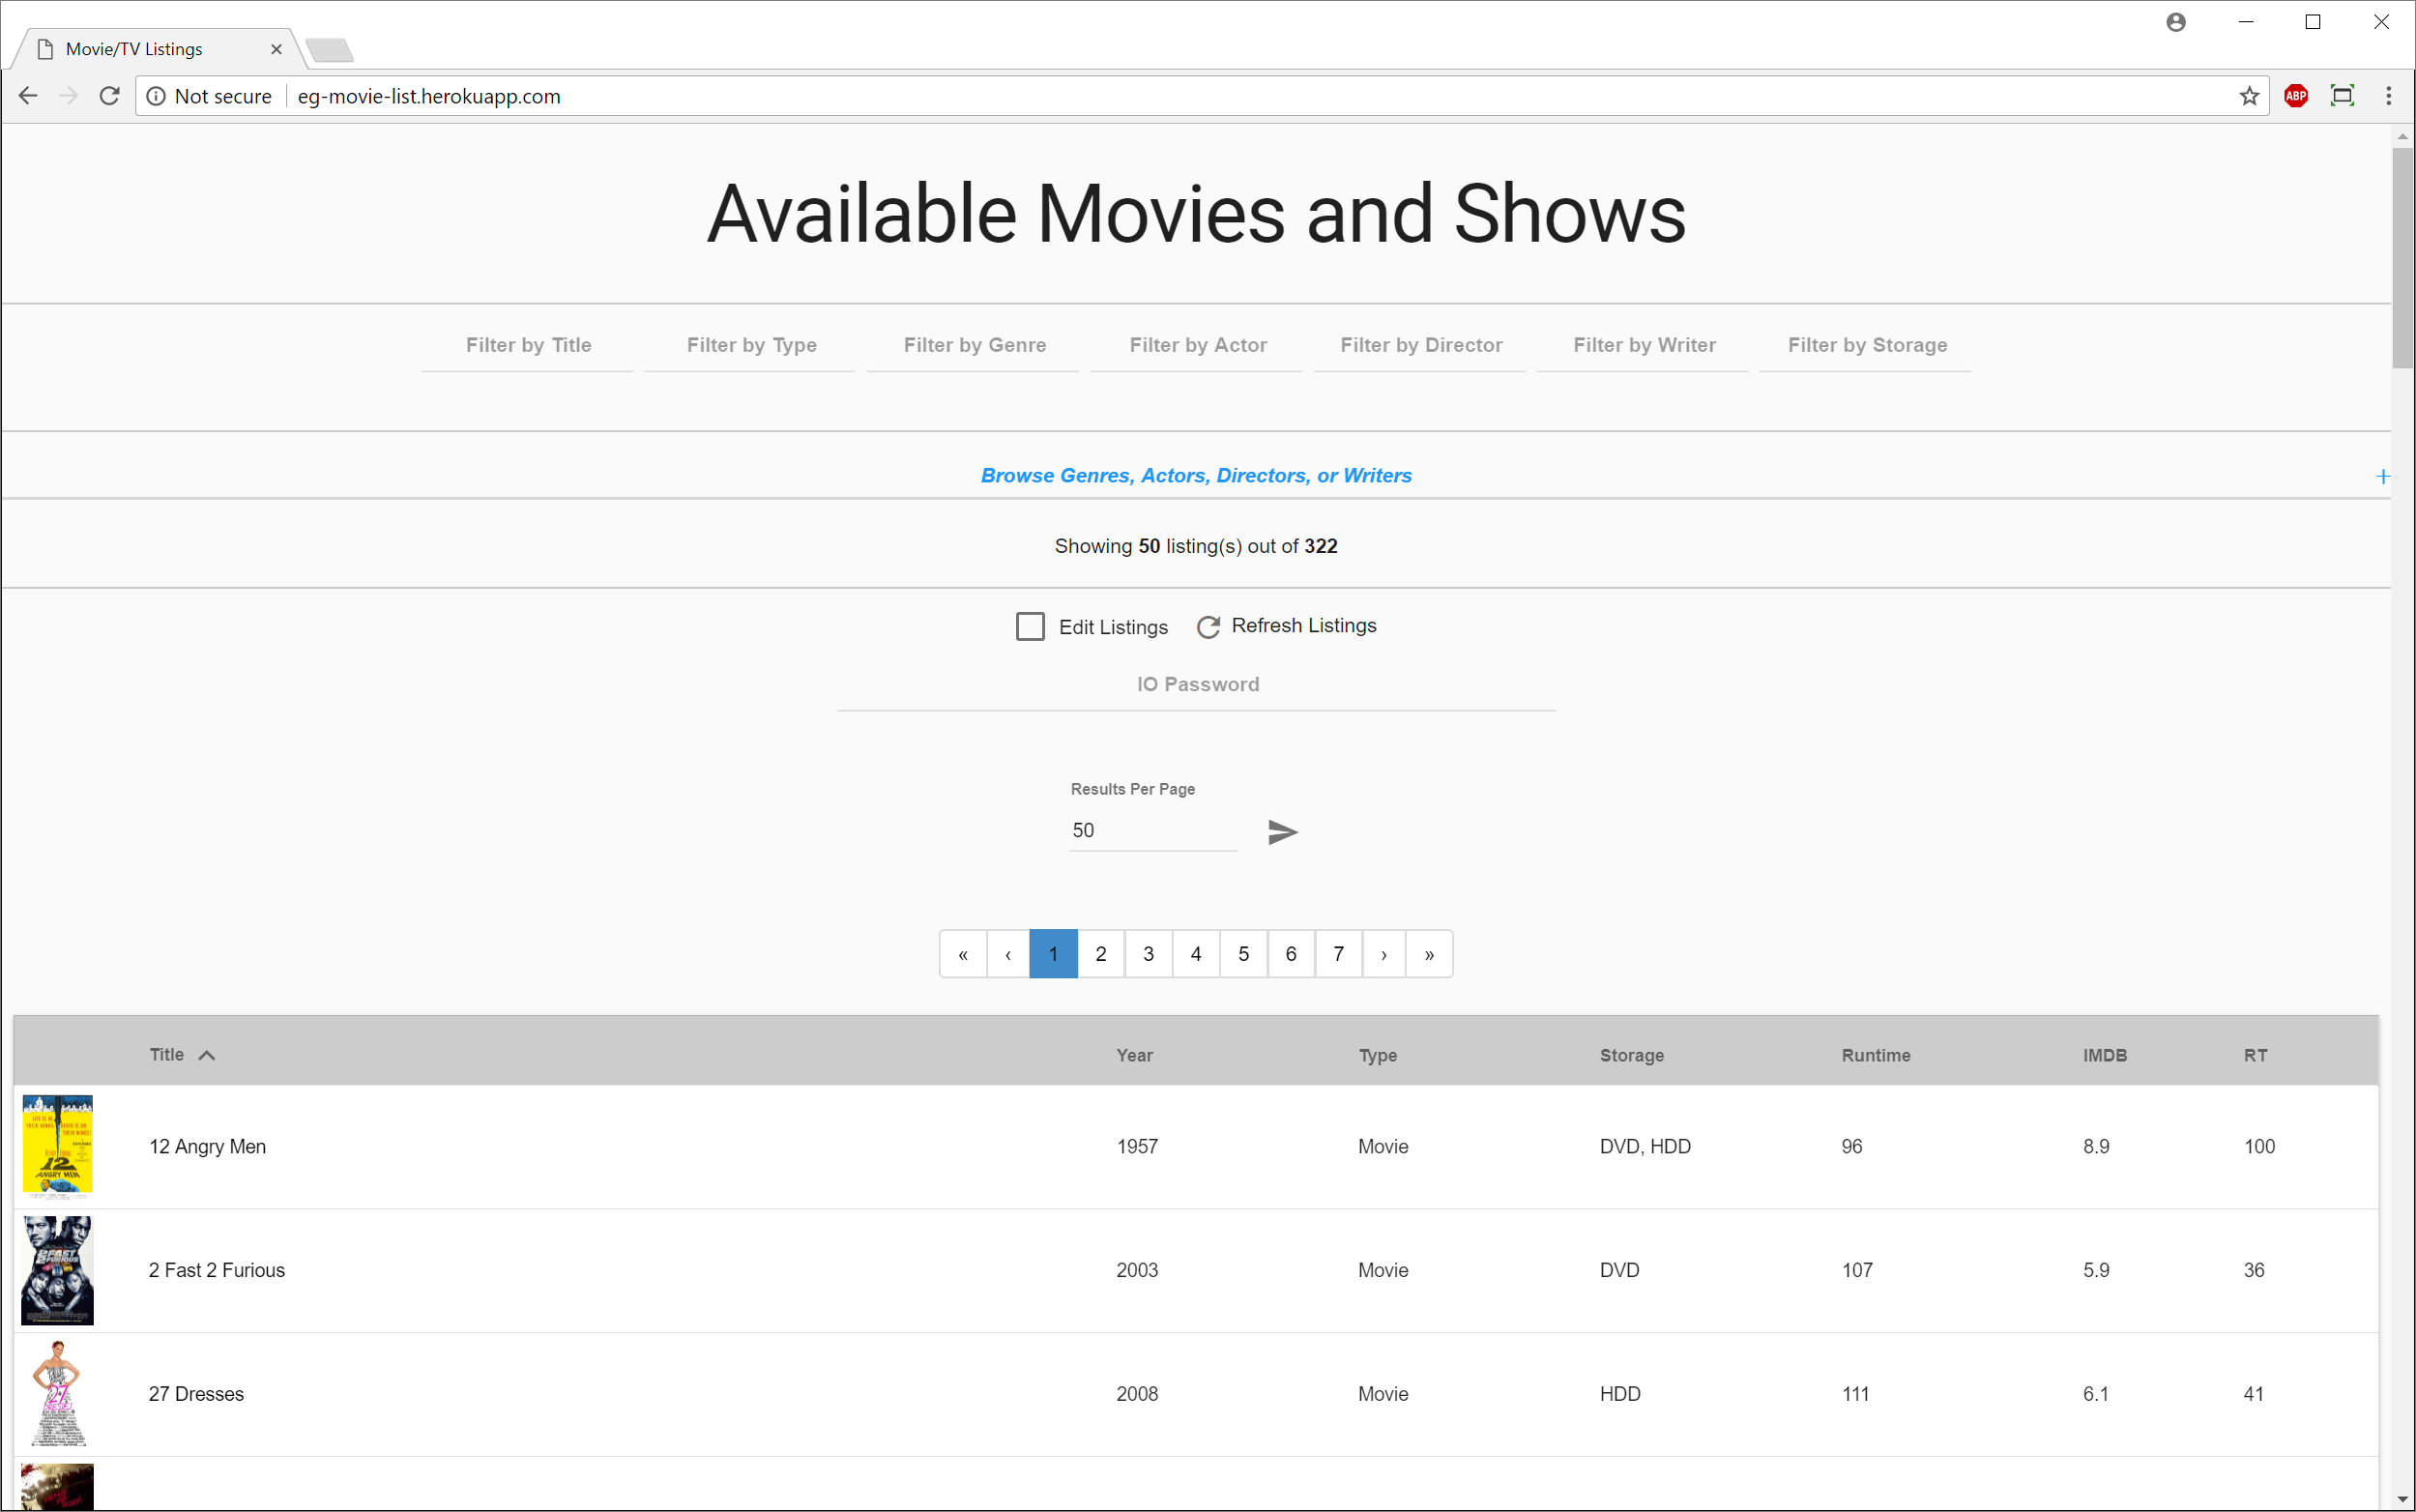 Movie/TV Listings
Not secure eg-movie-list.herokuapp.com ABP
Available Movies and Shows
Filter by Title Filter by Type Filter by Genre Filter by Actor Filter by Director Filter by Writer Filter by Storage
Browse Genres, Actors, Directors, or Writers +
Showing 50 listing(s) out of 322
Edit Listings Refresh Listings
IO Password
Results Per Page
50
« ‹ 1 2 3 4 5 6 7 › »
Title Year Type Storage Runtime IMDB RT
12 ANGRY MEN
12 Angry Men 1957 Movie DVD, HDD 96 8.9 100
2 Fast 2 Furious 2003 Movie DVD 107 5.9 36
27 Dresses 2008 Movie HDD 111 6.1 41